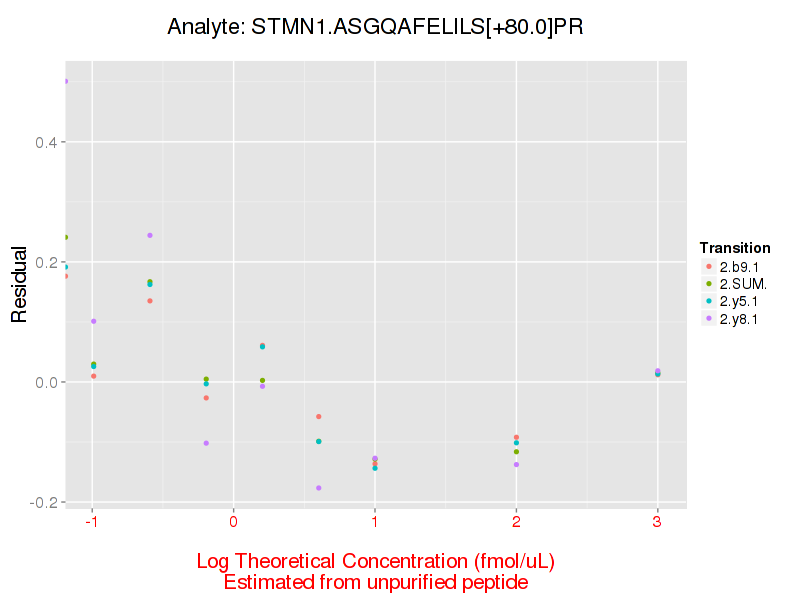 Analyte: STMN1.ASGQAFELILS[+80.0]PR
Residual
0.4
0.2
0.0
-0.2
-1 0 1 2 3
Log Theoretical Concentration (fmol/uL)
Estimated from unpurified peptide
Transition
2.b9.1
2.SUM.
2.y5.1
2.y8.1